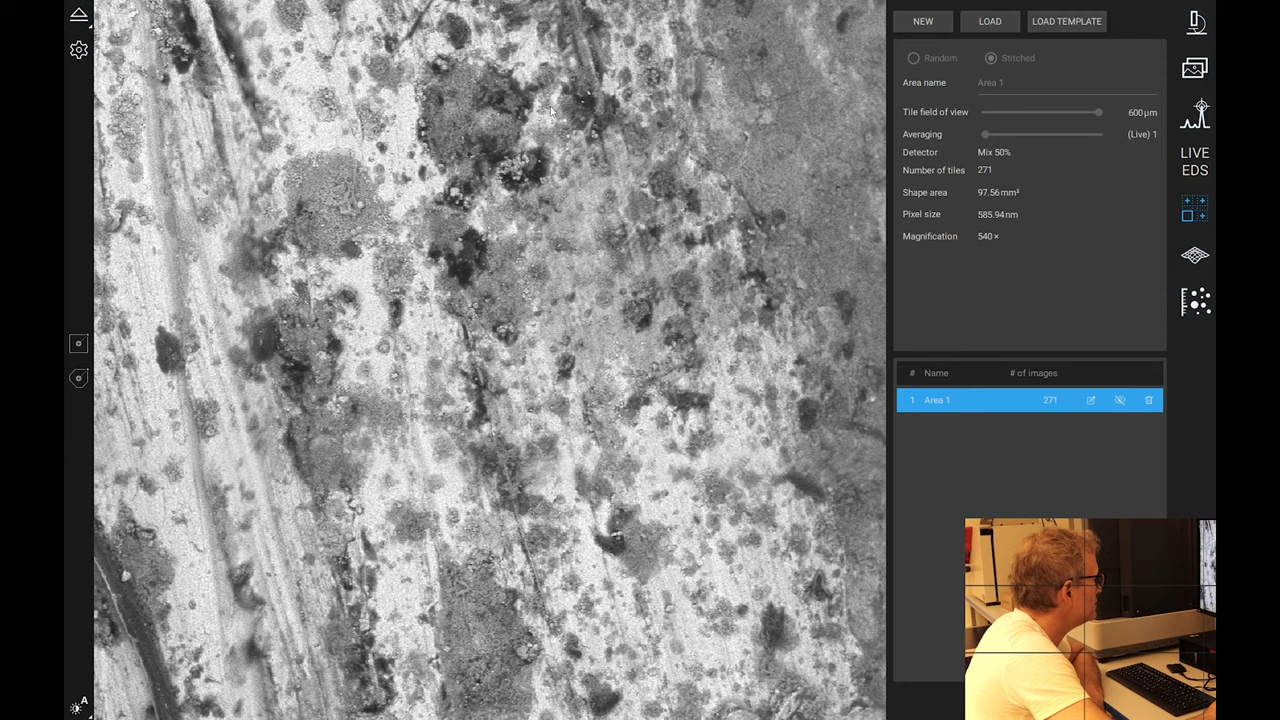 NEW LOAD LOAD TEMPLATE
Random Stitched
Area name Area 1
Tile field of view 600 µm
Averaging (Live) 1
Detector Mix 50%
Number of tiles 271
Shape area 97.56 mm²
Pixel size 585.94 nm
Magnification 540 ×
LIVE
EDS
# Name # of images
1 Area 1 271
A